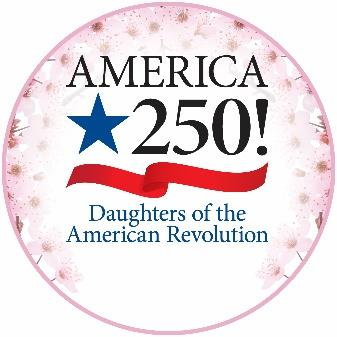 AMERICA
250!
Daughters of the
American Revolution